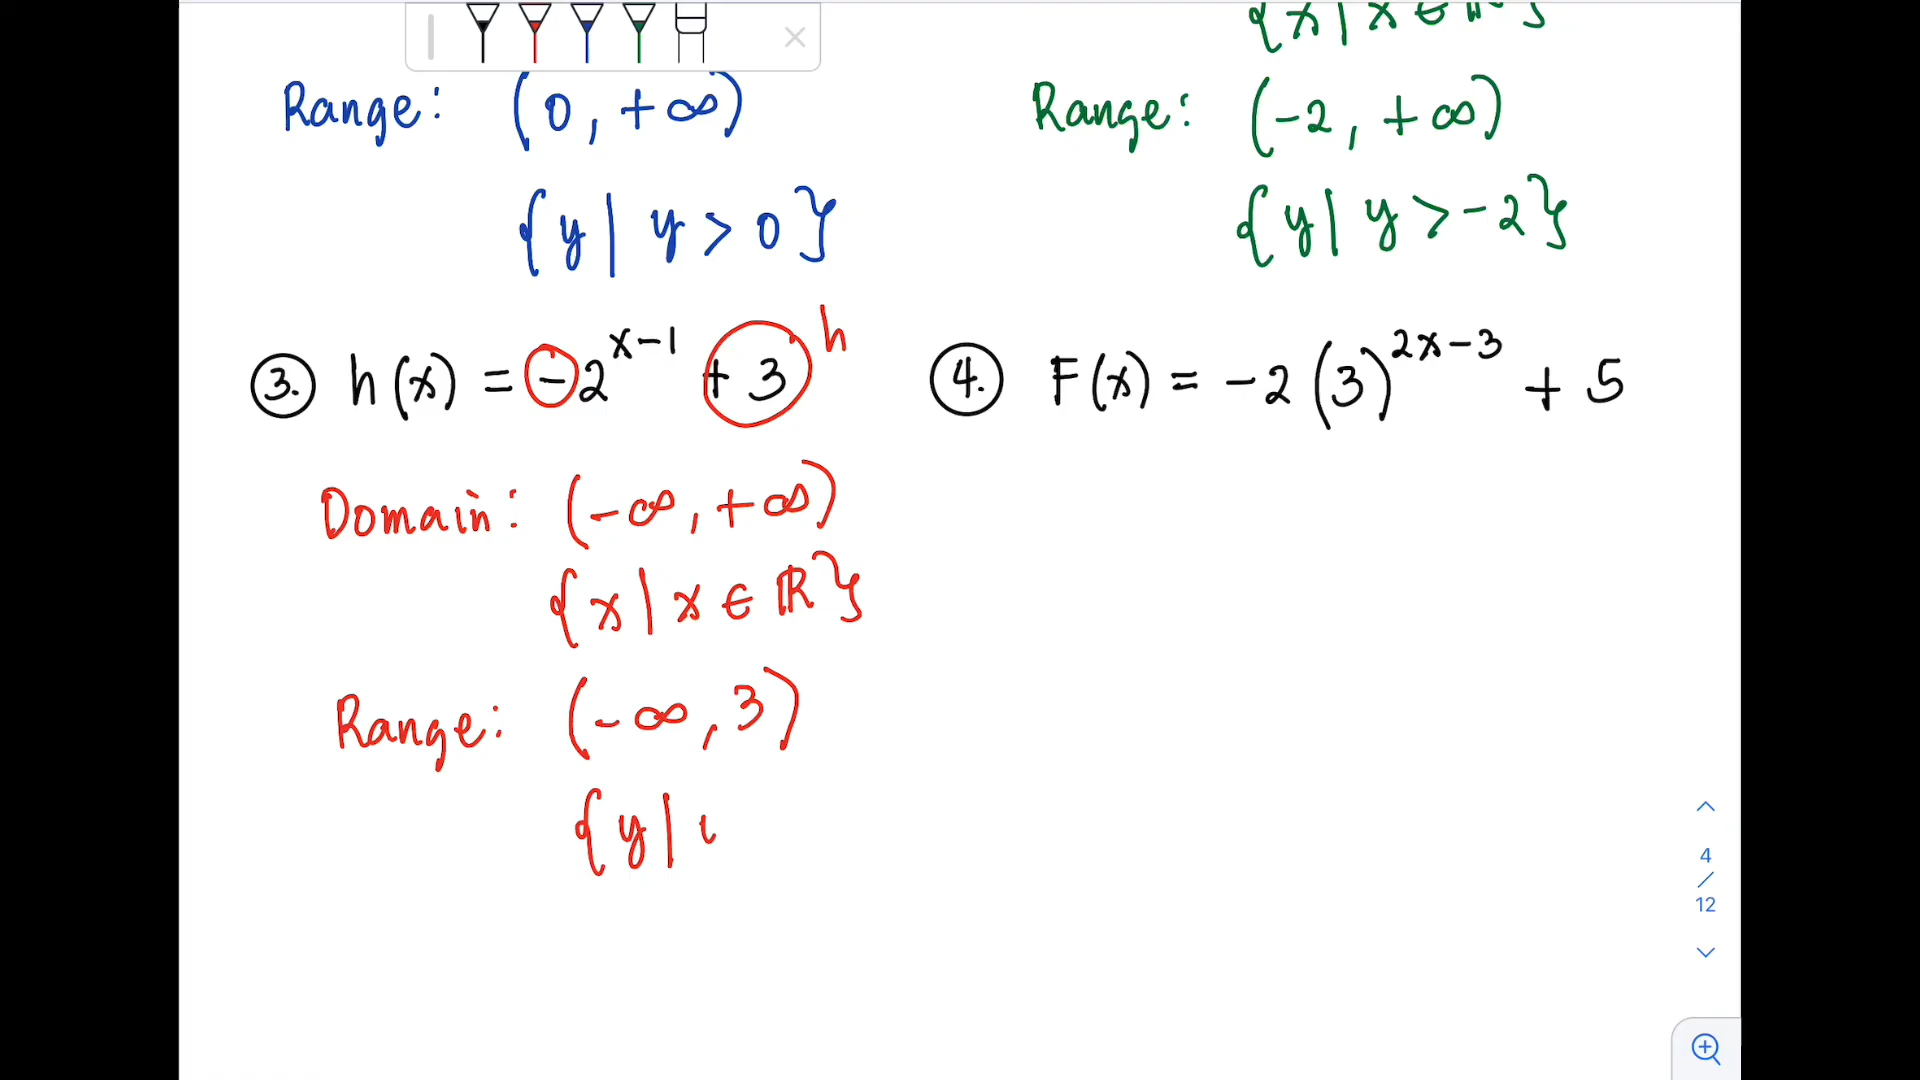 {x | x ∈ ℝ}
Range: (0, +∞)
{y | y > 0}
Range: (-2, +∞)
{y | y > -2}
3. h(x) = -2^{x-1} + 3 h
Domain: (-∞, +∞)
{x | x ∈ ℝ}
Range: (-∞, 3)
{y |
4. F(x) = -2(3)^{2x-3} + 5
4
/
12